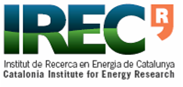 IREC R
Institut de Recerca en Energia de Catalunya
Catalonia Institute for Energy Research